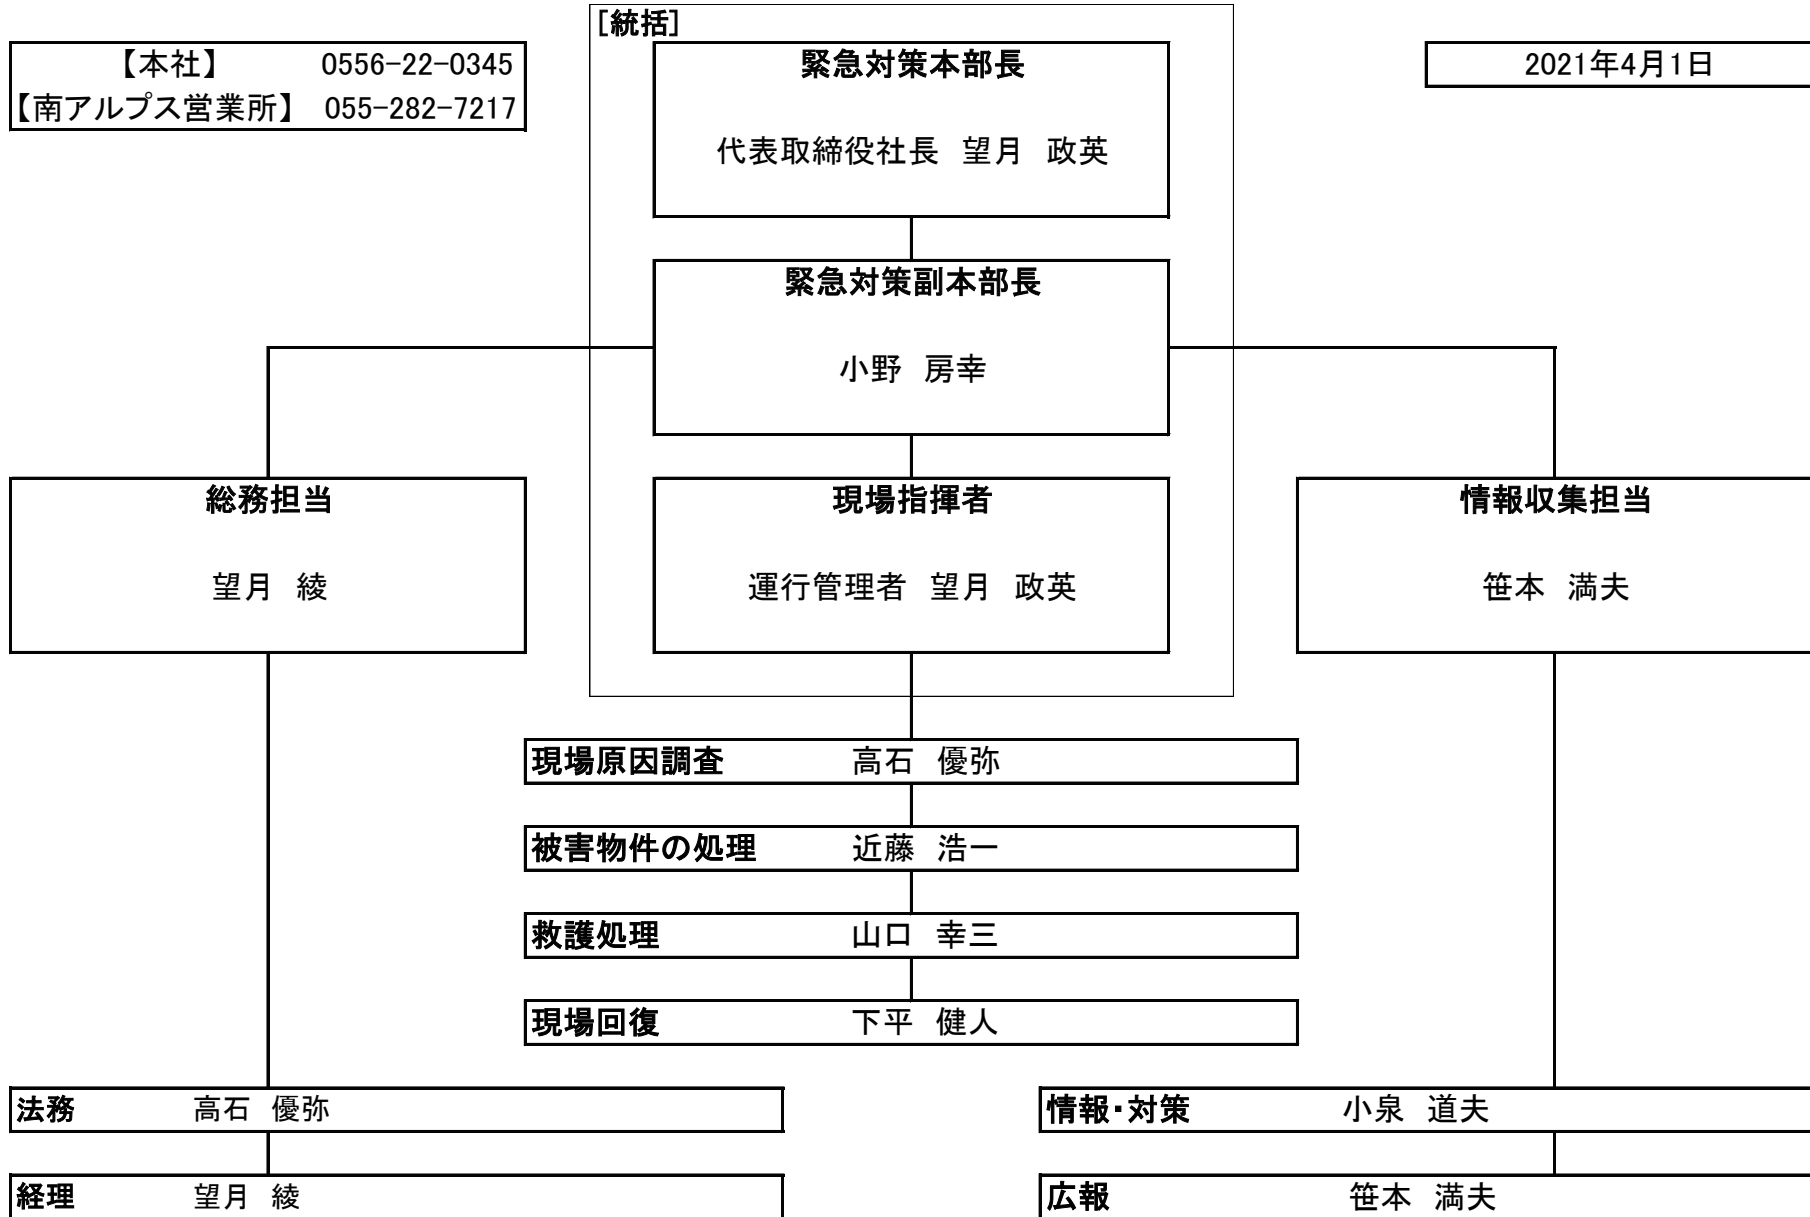 [統括]
【本社】 0556-22-0345
【南アルプス営業所】 055-282-7217
緊急対策本部長
代表取締役社長 望月 政英
2021年4月1日
緊急対策副本部長
小野 房幸
総務担当
望月 綾
現場指揮者
運行管理者 望月 政英
情報収集担当
笹本 満夫
現場原因調査 高石 優弥
被害物件の処理 近藤 浩一
救護処理 山口 幸三
現場回復 下平 健人
法務 高石 優弥
経理 望月 綾
情報・対策 小泉 道夫
広報 笹本 満夫